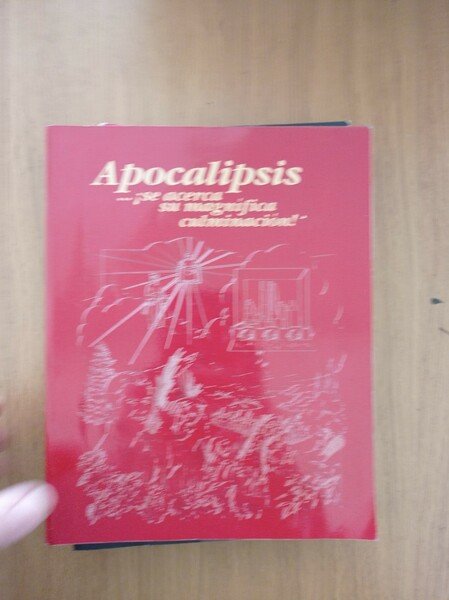 Apocalipsis
...¡se acerca
su magnífica
culminación!